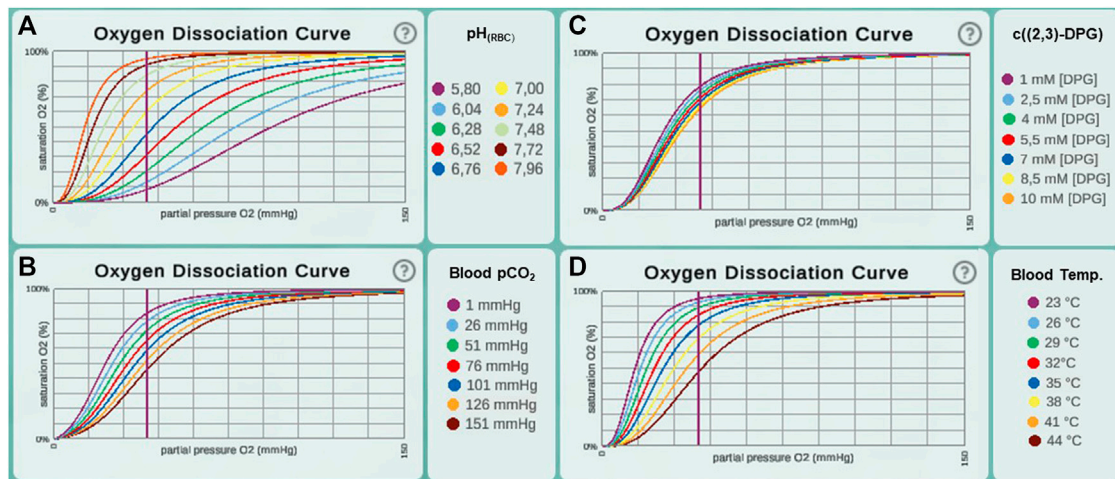 A
Oxygen Dissociation Curve
?
100%
saturation O2 (%)
0%
0
partial pressure O2 (mmHg)
150
pH(RBC)
5,80
7,00
6,04
7,24
6,28
7,48
6,52
7,72
6,76
7,96
C
Oxygen Dissociation Curve
?
100%
saturation O2 (%)
0%
0
partial pressure O2 (mmHg)
150
c((2,3)-DPG)
1 mM [DPG]
2,5 mM [DPG]
4 mM [DPG]
5,5 mM [DPG]
7 mM [DPG]
8,5 mM [DPG]
10 mM [DPG]
B
Oxygen Dissociation Curve
?
100%
saturation O2 (%)
0%
0
partial pressure O2 (mmHg)
150
Blood pCO₂
1 mmHg
26 mmHg
51 mmHg
76 mmHg
101 mmHg
126 mmHg
151 mmHg
D
Oxygen Dissociation Curve
?
100%
saturation O2 (%)
0%
0
partial pressure O2 (mmHg)
150
Blood Temp.
23 °C
26 °C
29 °C
32°C
35 °C
38 °C
41 °C
44 °C